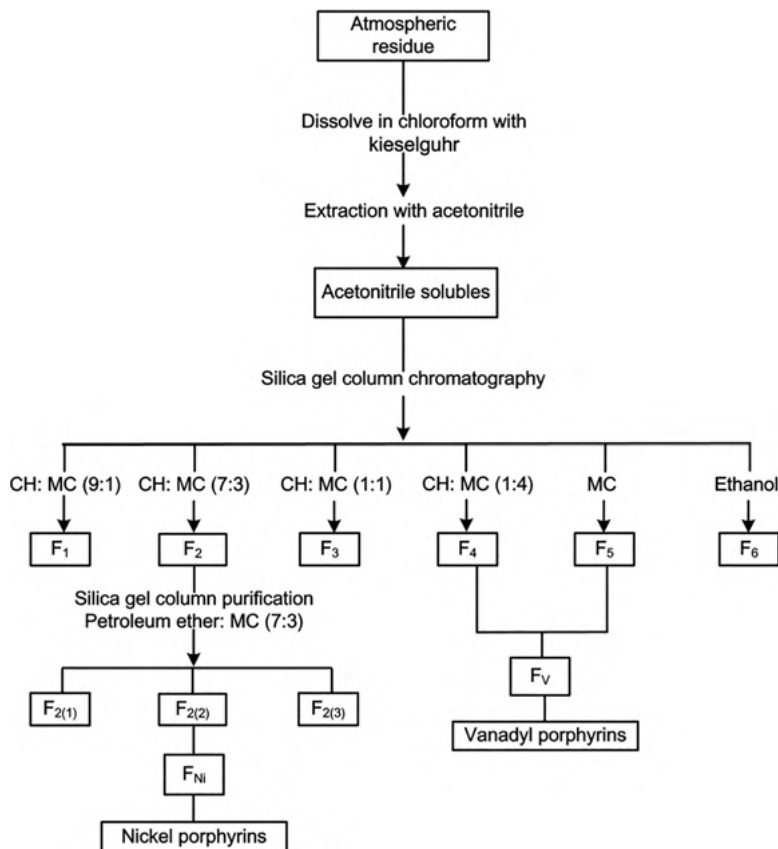 Atmospheric
residue
Dissolve in chloroform with
kieselguhr
Extraction with acetonitrile
Acetonitrile solubles
Silica gel column chromatography
CH: MC (9:1) CH: MC (7:3) CH: MC (1:1) CH: MC (1:4) MC Ethanol
F1 F2 F3 F4 F5 F6
Silica gel column purification
Petroleum ether: MC (7:3)
F2(1) F2(2) F2(3)
FV
Vanadyl porphyrins
FNi
Nickel porphyrins